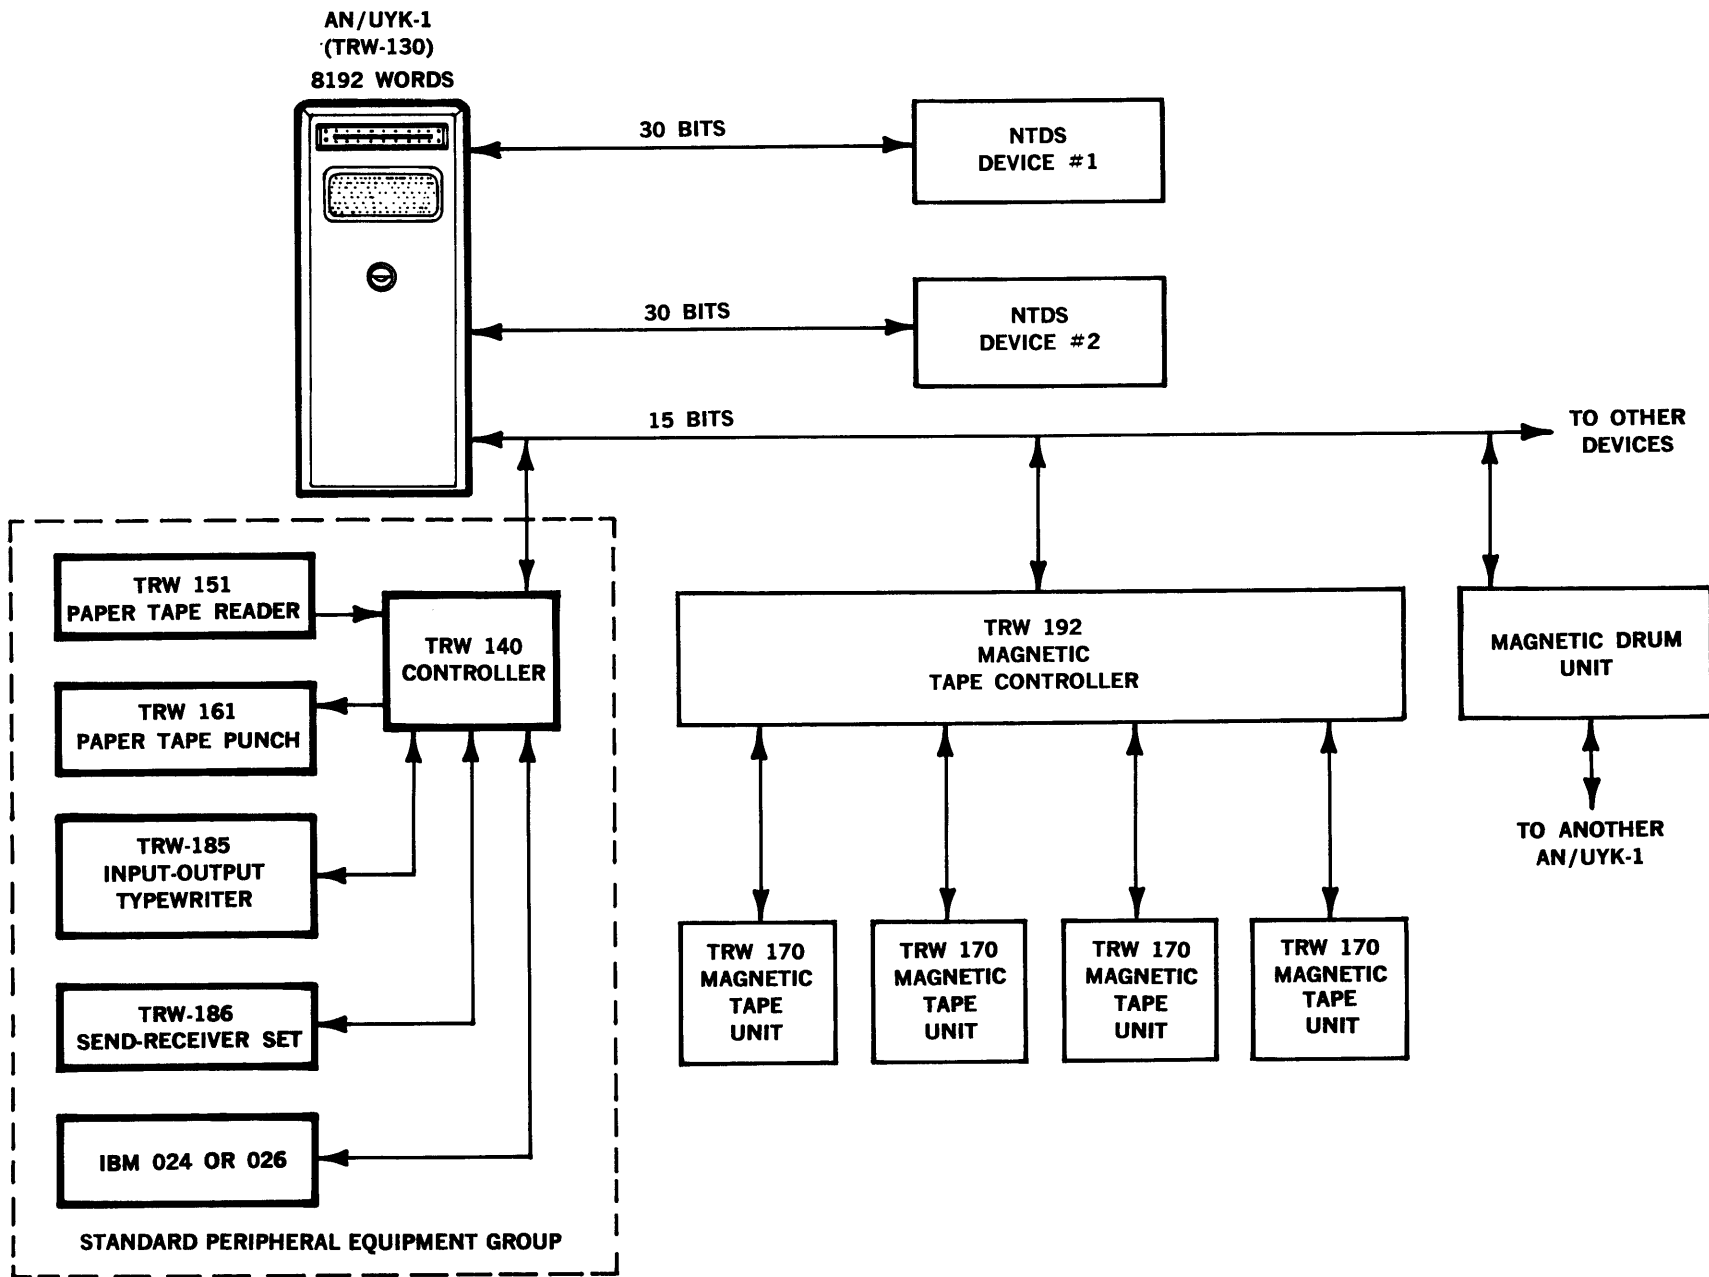 AN/UYK-1
(TRW-130)
8192 WORDS
30 BITS
NTDS
DEVICE #1
30 BITS
NTDS
DEVICE #2
15 BITS
TO OTHER
DEVICES
TRW 151
PAPER TAPE READER
TRW 140
CONTROLLER
TRW 161
PAPER TAPE PUNCH
TRW-185
INPUT-OUTPUT
TYPEWRITER
TRW-186
SEND-RECEIVER SET
IBM 024 OR 026
STANDARD PERIPHERAL EQUIPMENT GROUP
TRW 192
MAGNETIC
TAPE CONTROLLER
MAGNETIC DRUM
UNIT
TO ANOTHER
AN/UYK-1
TRW 170
MAGNETIC
TAPE
UNIT
TRW 170
MAGNETIC
TAPE
UNIT
TRW 170
MAGNETIC
TAPE
UNIT
TRW 170
MAGNETIC
TAPE
UNIT